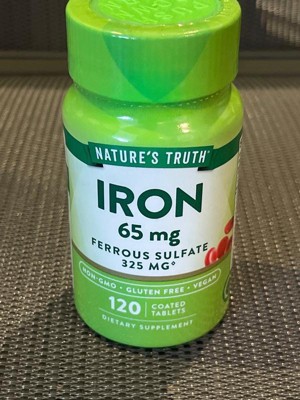 NATURE'S TRUTH®
IRON
65 mg
FERROUS SULFATE
325 MG◊
NON-GMO • GLUTEN FREE • VEGAN
120 COATED TABLETS
DIETARY SUPPLEMENT